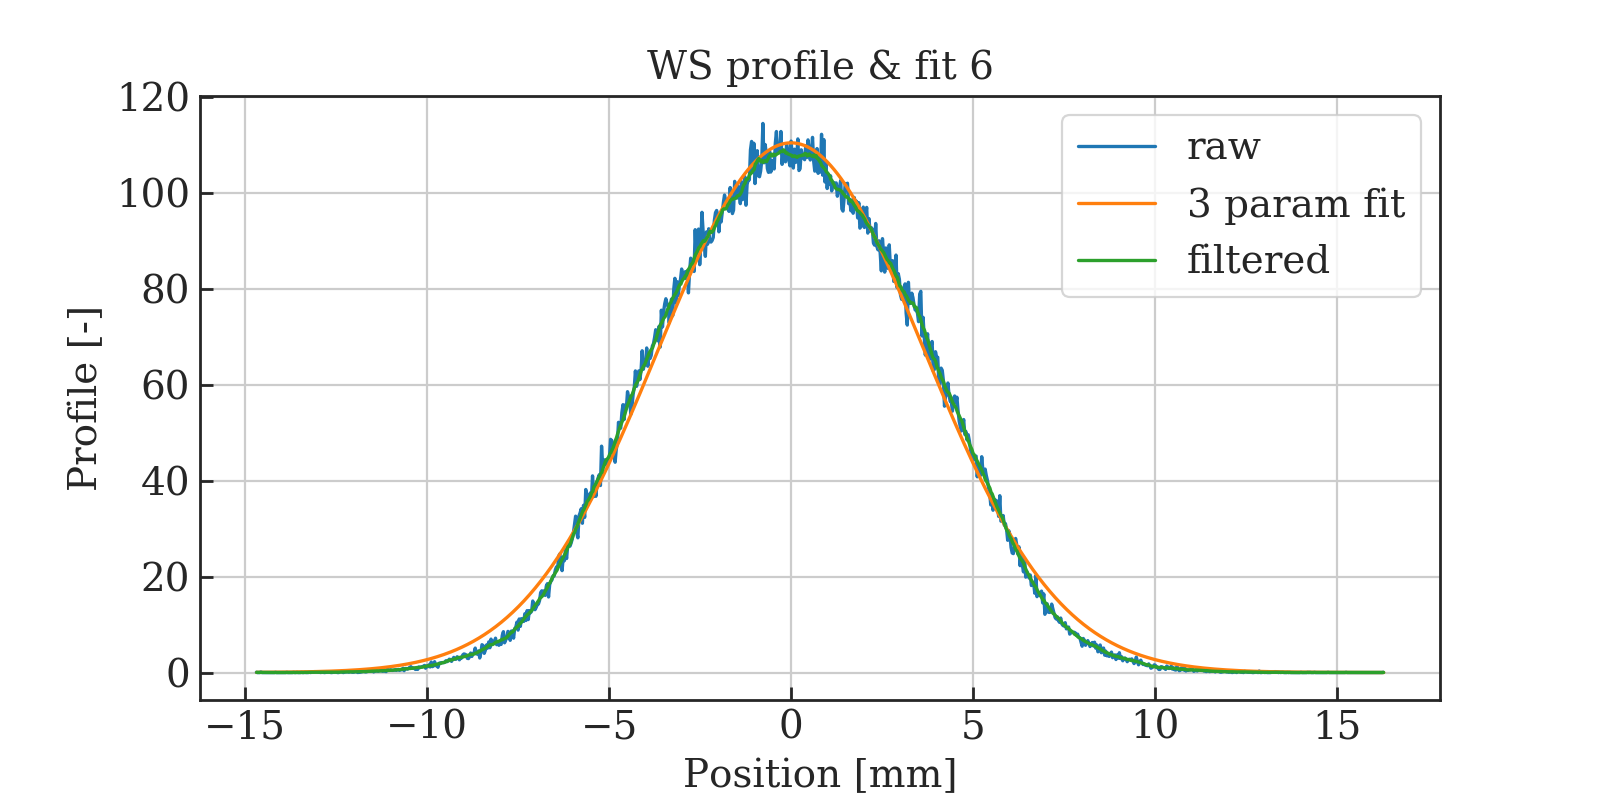 WS profile & fit 6
120
100
80
60
40
20
0
Profile [-]
raw
3 param fit
filtered
−15 −10 −5 0 5 10 15
Position [mm]